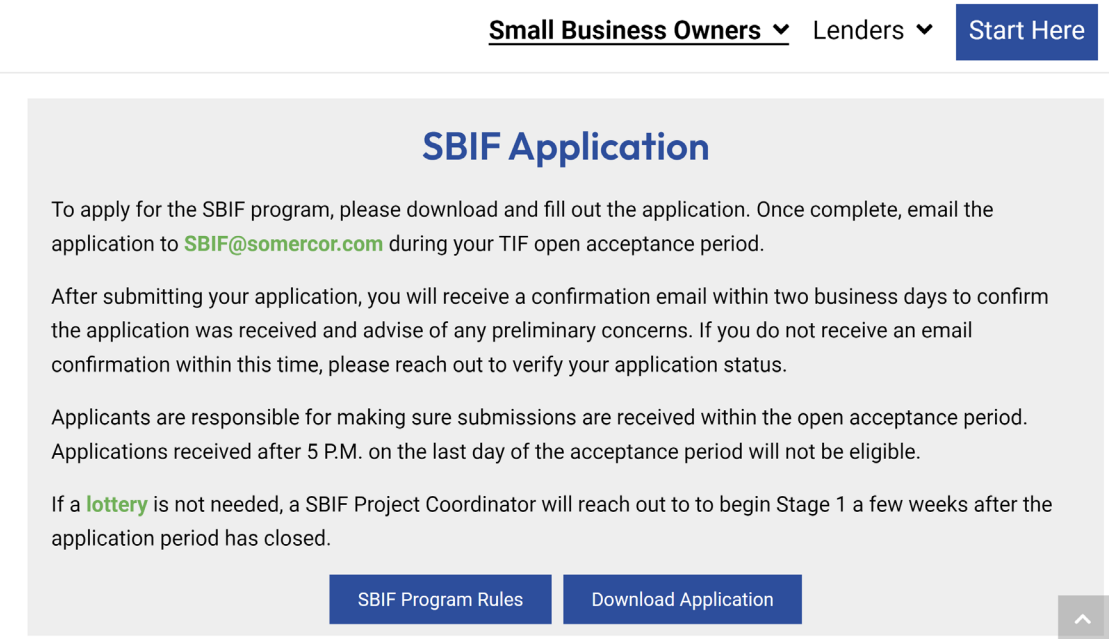 Small Business Owners Lenders Start Here
SBIF Application
To apply for the SBIF program, please download and fill out the application. Once complete, email the
application to SBIF@somercor.com during your TIF open acceptance period.
After submitting your application, you will receive a confirmation email within two business days to confirm
the application was received and advise of any preliminary concerns. If you do not receive an email
confirmation within this time, please reach out to verify your application status.
Applicants are responsible for making sure submissions are received within the open acceptance period.
Applications received after 5 P.M. on the last day of the acceptance period will not be eligible.
If a lottery is not needed, a SBIF Project Coordinator will reach out to to begin Stage 1 a few weeks after the
application period has closed.
SBIF Program Rules Download Application